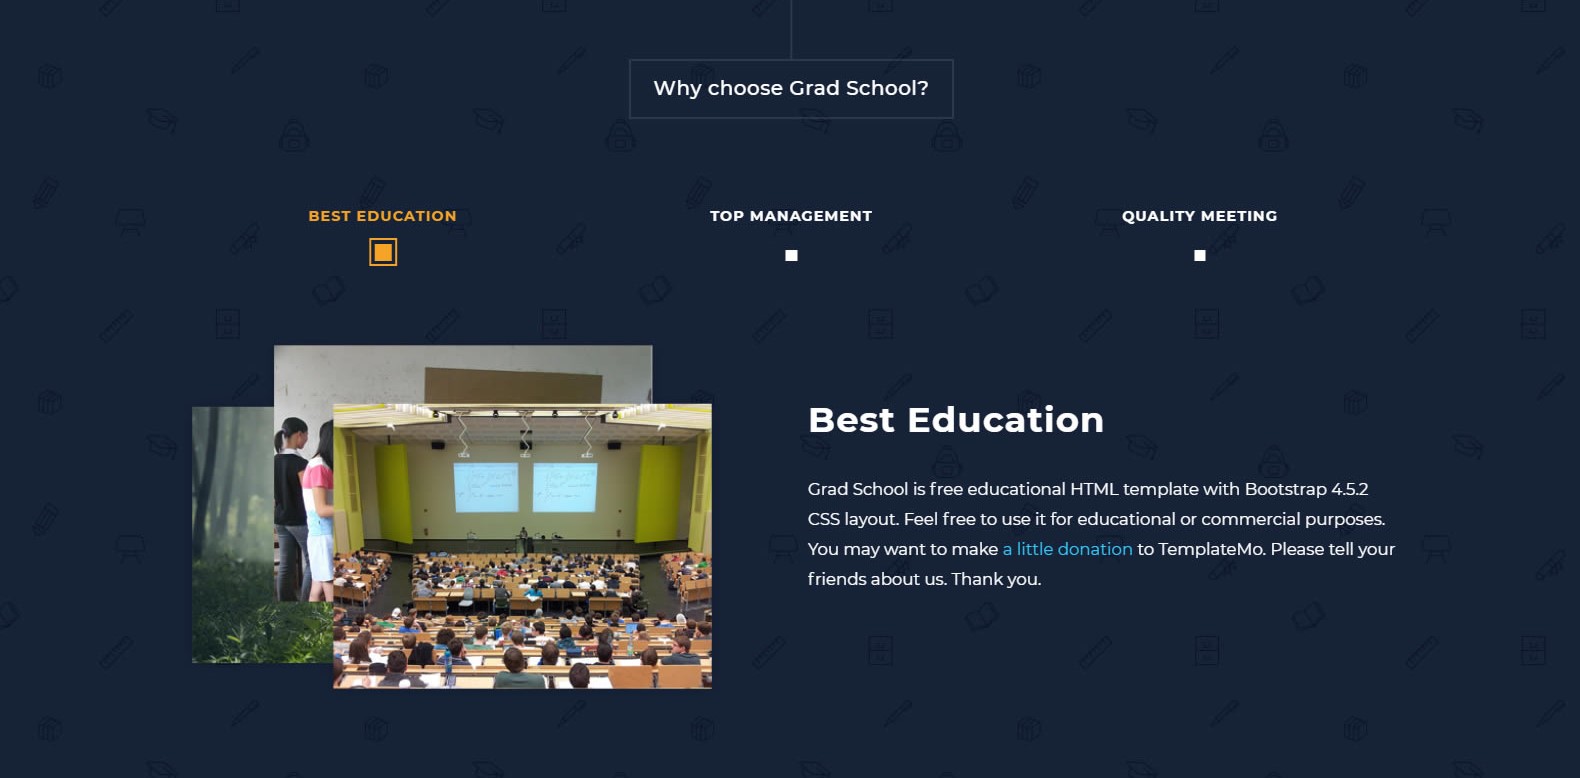 Why choose Grad School?
BEST EDUCATION
TOP MANAGEMENT
QUALITY MEETING
Best Education
Grad School is free educational HTML template with Bootstrap 4.5.2
CSS layout. Feel free to use it for educational or commercial purposes.
You may want to make a little donation to TemplateMo. Please tell your
friends about us. Thank you.